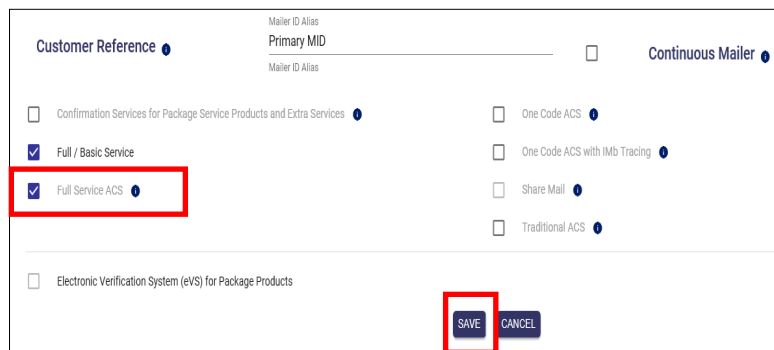 Mailer ID Alias
Customer Reference
Primary MID
Continuous Mailer
Mailer ID Alias
Confirmation Services for Package Service Products and Extra Services
One Code ACS
Full / Basic Service
One Code ACS with IMb Tracing
Full Service ACS
Share Mail
Traditional ACS
Electronic Verification System (eVS) for Package Products
SAVE CANCEL